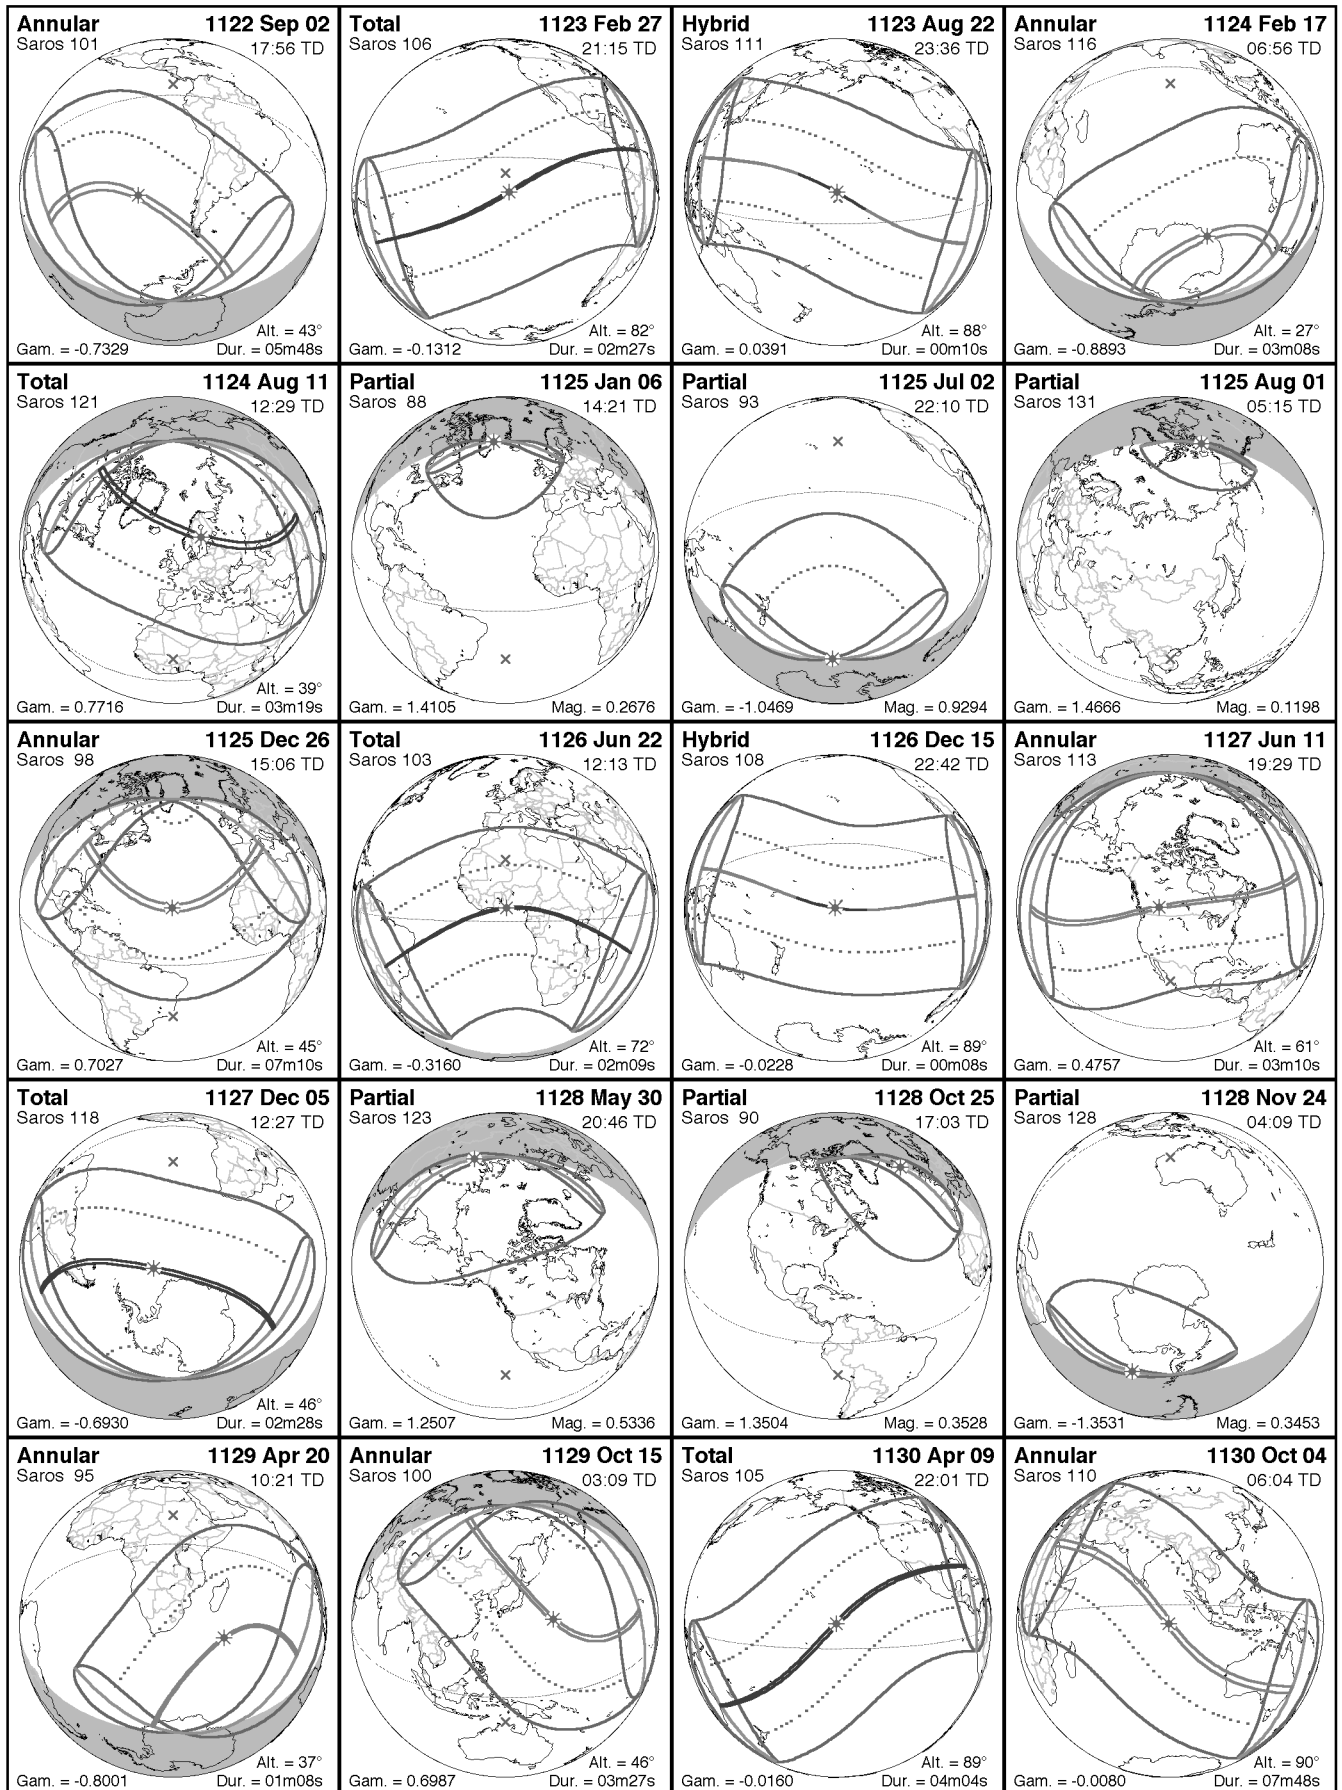 Annular 1122 Sep 02
Saros 101 17:56 TD
Alt. = 43°
Gam. = -0.7329 Dur. = 05m48s
Total 1123 Feb 27
Saros 106 21:15 TD
Alt. = 82°
Gam. = -0.1312 Dur. = 02m27s
Hybrid 1123 Aug 22
Saros 111 23:36 TD
Alt. = 88°
Gam. = 0.0391 Dur. = 00m10s
Annular 1124 Feb 17
Saros 116 06:56 TD
Alt. = 27°
Gam. = -0.8893 Dur. = 03m08s
Total 1124 Aug 11
Saros 121 12:29 TD
Alt. = 39°
Gam. = 0.7716 Dur. = 03m19s
Partial 1125 Jan 06
Saros 88 14:21 TD
Gam. = 1.4105 Mag. = 0.2676
Partial 1125 Jul 02
Saros 93 22:10 TD
Gam. = -1.0469 Mag. = 0.9294
Partial 1125 Aug 01
Saros 131 05:15 TD
Gam. = 1.4666 Mag. = 0.1198
Annular 1125 Dec 26
Saros 98 15:06 TD
Alt. = 45°
Gam. = 0.7027 Dur. = 07m10s
Total 1126 Jun 22
Saros 103 12:13 TD
Alt. = 72°
Gam. = -0.3160 Dur. = 02m09s
Hybrid 1126 Dec 15
Saros 108 22:42 TD
Alt. = 89°
Gam. = -0.0228 Dur. = 00m08s
Annular 1127 Jun 11
Saros 113 19:29 TD
Alt. = 61°
Gam. = 0.4757 Dur. = 03m10s
Total 1127 Dec 05
Saros 118 12:27 TD
Alt. = 46°
Gam. = -0.6930 Dur. = 02m28s
Partial 1128 May 30
Saros 123 20:46 TD
Gam. = 1.2507 Mag. = 0.5336
Partial 1128 Oct 25
Saros 90 17:03 TD
Gam. = 1.3504 Mag. = 0.3528
Partial 1128 Nov 24
Saros 128 04:09 TD
Gam. = -1.3531 Mag. = 0.3453
Annular 1129 Apr 20
Saros 95 10:21 TD
Alt. = 37°
Gam. = -0.8001 Dur. = 01m08s
Annular 1129 Oct 15
Saros 100 03:09 TD
Alt. = 46°
Gam. = 0.6987 Dur. = 03m27s
Total 1130 Apr 09
Saros 105 22:01 TD
Alt. = 89°
Gam. = -0.0160 Dur. = 04m04s
Annular 1130 Oct 04
Saros 110 06:04 TD
Alt. = 90°
Gam. = -0.0080 Dur. = 07m48s